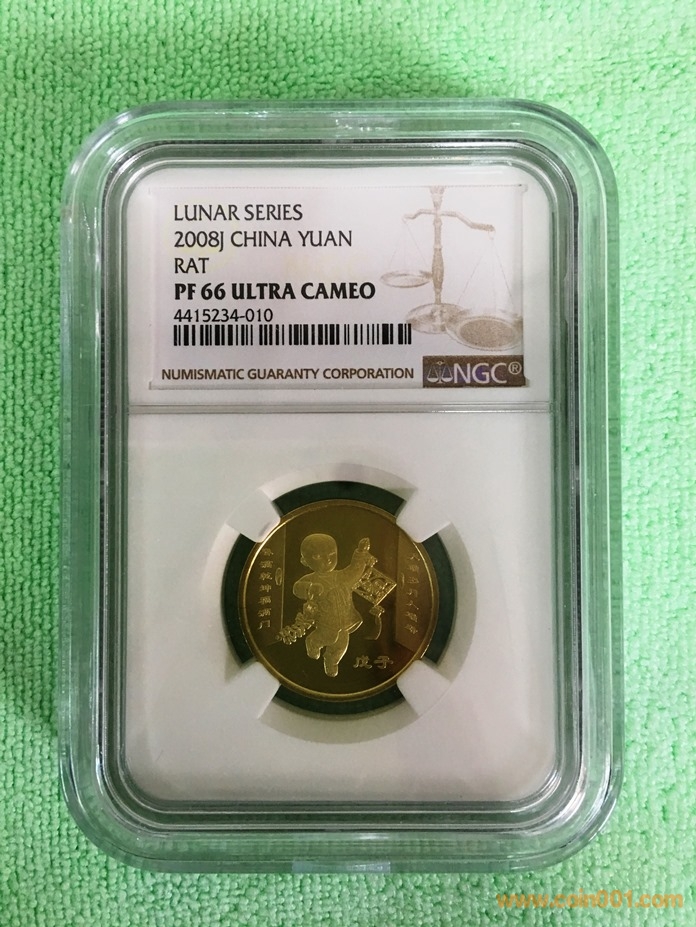 LUNAR SERIES
2008J CHINA YUAN
RAT
PF 66 ULTRA CAMEO
4415234-010
NUMISMATIC GUARANTY CORPORATION NGC®
戊子
www.coin001.com